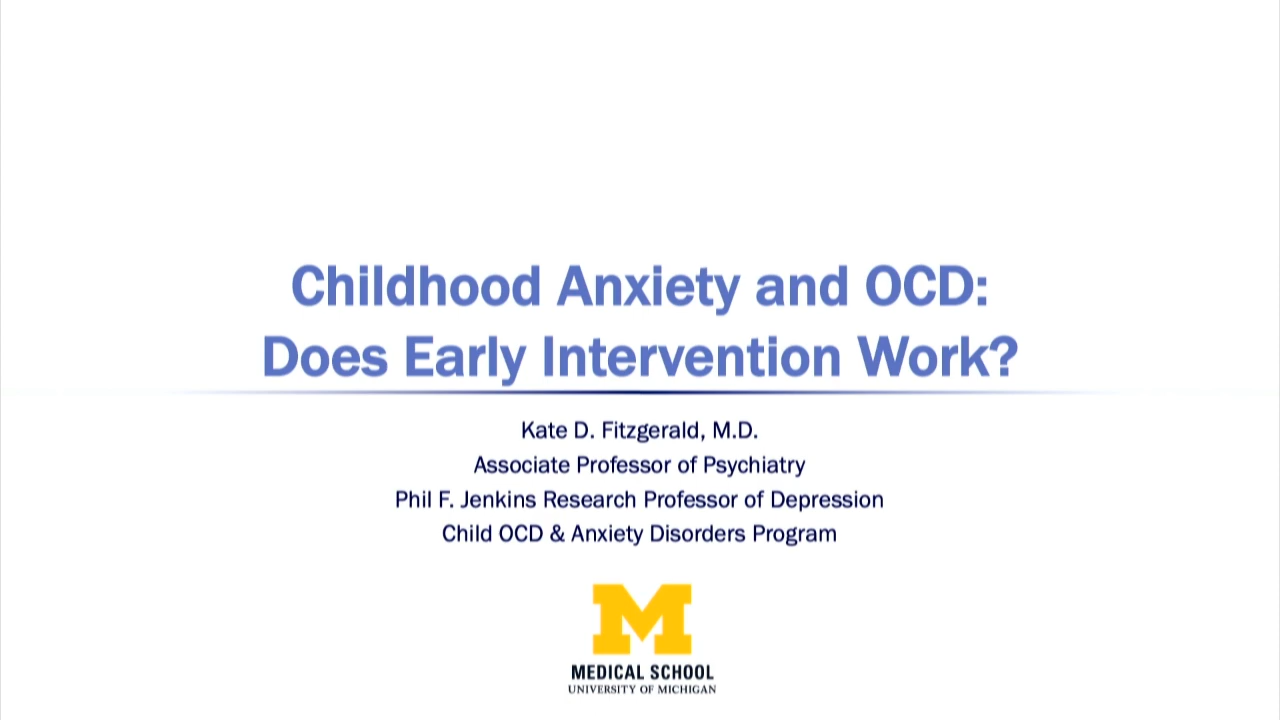 Childhood Anxiety and OCD:
Does Early Intervention Work?
Kate D. Fitzgerald, M.D.
Associate Professor of Psychiatry
Phil F. Jenkins Research Professor of Depression
Child OCD & Anxiety Disorders Program
M
MEDICAL SCHOOL
UNIVERSITY OF MICHIGAN